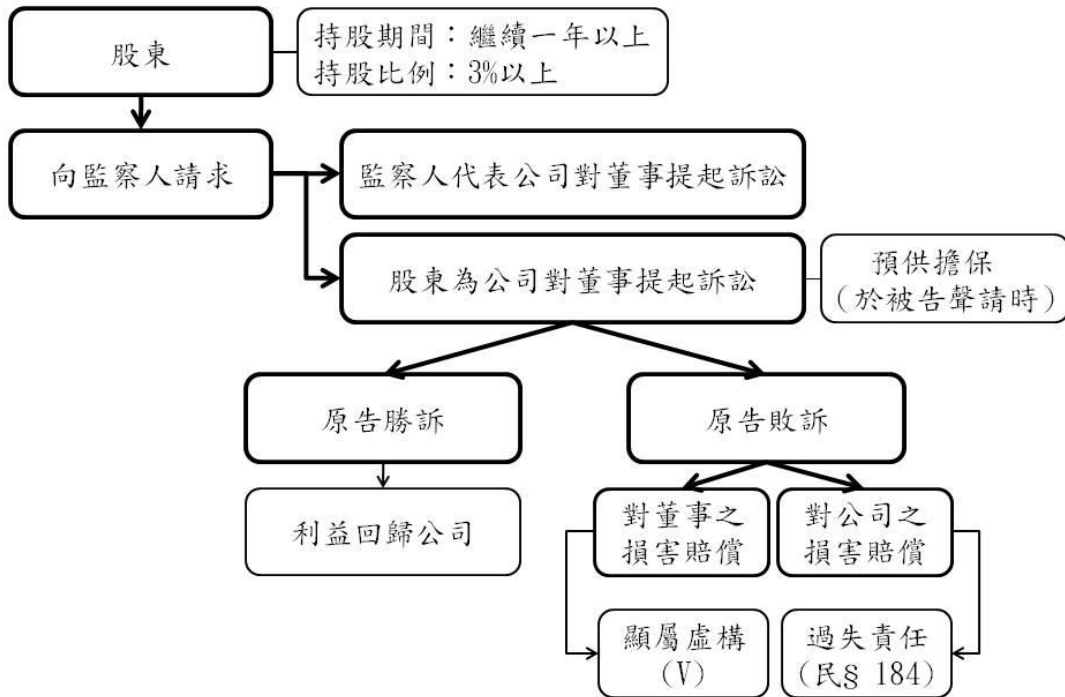 股東
持股期間：繼續一年以上
持股比例：3%以上
向監察人請求
監察人代表公司對董事提起訴訟
股東為公司對董事提起訴訟
預供擔保
（於被告聲請時）
原告勝訴
原告敗訴
利益回歸公司
對董事之
損害賠償
對公司之
損害賠償
顯屬虛構
(V)
過失責任
(民§ 184)